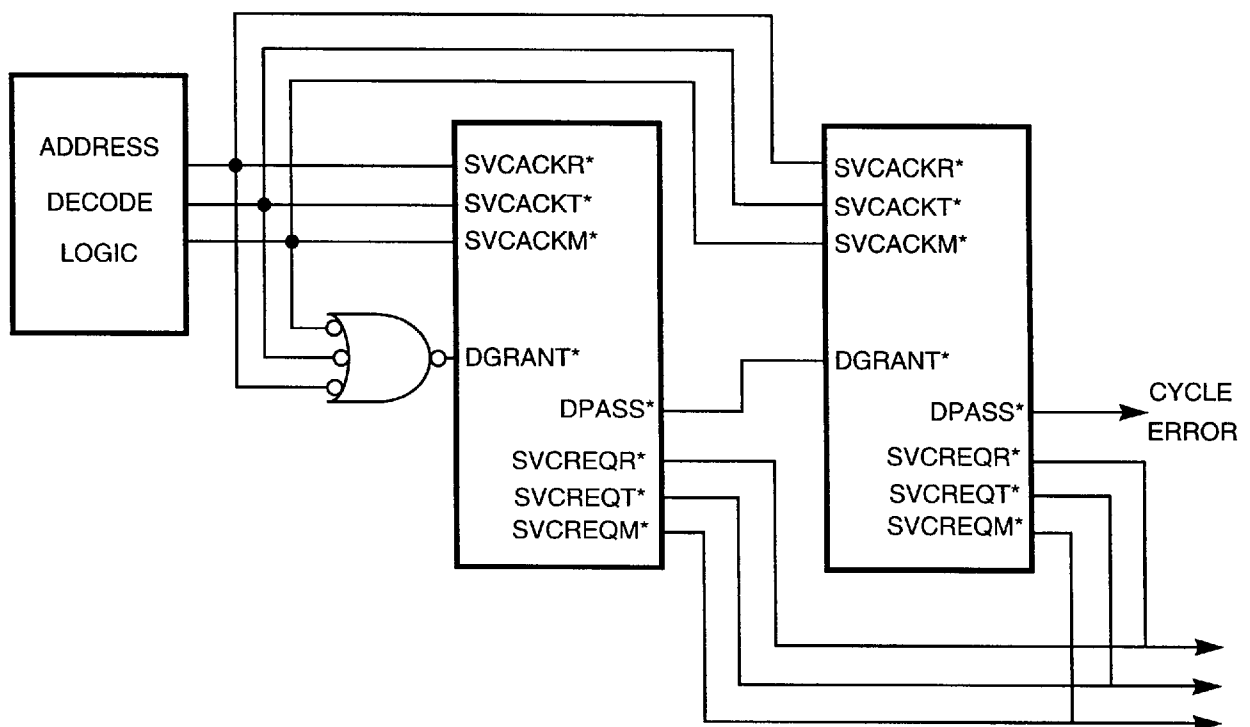 ADDRESS
DECODE
LOGIC
SVCACKR*
SVCACKT*
SVCACKM*
DGRANT*
DPASS*
SVCREQR*
SVCREQT*
SVCREQM*
SVCACKR*
SVCACKT*
SVCACKM*
DGRANT*
DPASS*
SVCREQR*
SVCREQT*
SVCREQM*
CYCLE
ERROR